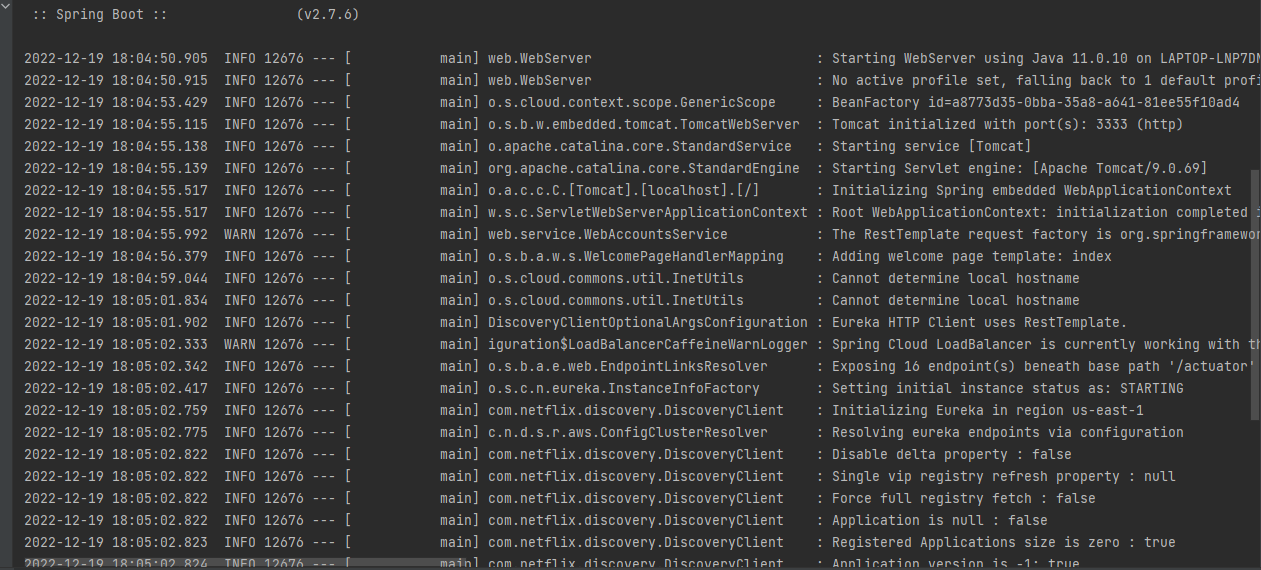 :: Spring Boot :: (v2.7.6)
2022-12-19 18:04:50.905 INFO 12676 --- [ main] web.WebServer : Starting WebServer using Java 11.0.10 on LAPTOP-LNP7DN
2022-12-19 18:04:50.915 INFO 12676 --- [ main] web.WebServer : No active profile set, falling back to 1 default profi
2022-12-19 18:04:53.429 INFO 12676 --- [ main] o.s.cloud.context.scope.GenericScope : BeanFactory id=a8773d35-0bba-35a8-a641-81ee55f10ad4
2022-12-19 18:04:55.115 INFO 12676 --- [ main] o.s.b.w.embedded.tomcat.TomcatWebServer : Tomcat initialized with port(s): 3333 (http)
2022-12-19 18:04:55.138 INFO 12676 --- [ main] o.apache.catalina.core.StandardService : Starting service [Tomcat]
2022-12-19 18:04:55.139 INFO 12676 --- [ main] org.apache.catalina.core.StandardEngine : Starting Servlet engine: [Apache Tomcat/9.0.69]
2022-12-19 18:04:55.517 INFO 12676 --- [ main] o.a.c.c.C.[Tomcat].[localhost].[/] : Initializing Spring embedded WebApplicationContext
2022-12-19 18:04:55.517 INFO 12676 --- [ main] w.s.c.ServletWebServerApplicationContext : Root WebApplicationContext: initialization completed i
2022-12-19 18:04:55.992 WARN 12676 --- [ main] web.service.WebAccountsService : The RestTemplate request factory is org.springframewor
2022-12-19 18:04:56.379 INFO 12676 --- [ main] o.s.b.a.w.s.WelcomePageHandlerMapping : Adding welcome page template: index
2022-12-19 18:04:59.044 INFO 12676 --- [ main] o.s.cloud.commons.util.InetUtils : Cannot determine local hostname
2022-12-19 18:05:01.834 INFO 12676 --- [ main] o.s.cloud.commons.util.InetUtils : Cannot determine local hostname
2022-12-19 18:05:01.902 INFO 12676 --- [ main] DiscoveryClientOptionalArgsConfiguration : Eureka HTTP Client uses RestTemplate.
2022-12-19 18:05:02.333 WARN 12676 --- [ main] iguration$LoadBalancerCaffeineWarnLogger : Spring Cloud LoadBalancer is currently working with th
2022-12-19 18:05:02.342 INFO 12676 --- [ main] o.s.b.a.e.web.EndpointLinksResolver : Exposing 16 endpoint(s) beneath base path '/actuator'
2022-12-19 18:05:02.417 INFO 12676 --- [ main] o.s.c.n.eureka.InstanceInfoFactory : Setting initial instance status as: STARTING
2022-12-19 18:05:02.759 INFO 12676 --- [ main] com.netflix.discovery.DiscoveryClient : Initializing Eureka in region us-east-1
2022-12-19 18:05:02.775 INFO 12676 --- [ main] c.n.d.s.r.aws.ConfigClusterResolver : Resolving eureka endpoints via configuration
2022-12-19 18:05:02.822 INFO 12676 --- [ main] com.netflix.discovery.DiscoveryClient : Disable delta property : false
2022-12-19 18:05:02.822 INFO 12676 --- [ main] com.netflix.discovery.DiscoveryClient : Single vip registry refresh property : null
2022-12-19 18:05:02.822 INFO 12676 --- [ main] com.netflix.discovery.DiscoveryClient : Force full registry fetch : false
2022-12-19 18:05:02.822 INFO 12676 --- [ main] com.netflix.discovery.DiscoveryClient : Application is null : false
2022-12-19 18:05:02.823 INFO 12676 --- [ main] com.netflix.discovery.DiscoveryClient : Registered Applications size is zero : true
2022-12-19 18:05:02.824 INFO 12676 --- [ main] com.netflix.discovery.DiscoveryClient : Application version is -1: true